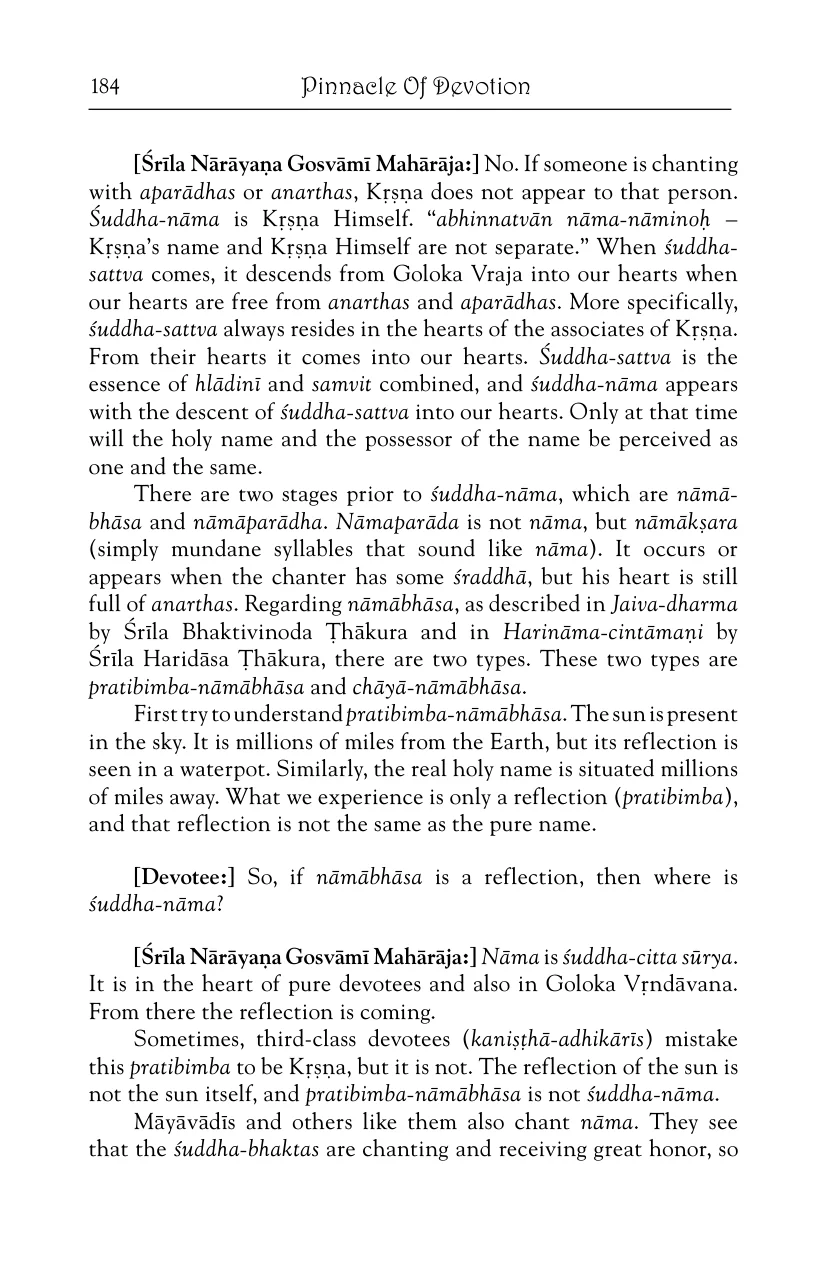 184 Pinnacle Of Devotion
[Śrīla Nārāyaṇa Gosvāmī Mahārāja:] No. If someone is chanting
with aparādhas or anarthas, Kṛṣṇa does not appear to that person.
Śuddha-nāma is Kṛṣṇa Himself. “abhinnatvān nāma-nāminoḥ –
Kṛṣṇa’s name and Kṛṣṇa Himself are not separate.” When śuddha-
sattva comes, it descends from Goloka Vraja into our hearts when
our hearts are free from anarthas and aparādhas. More specifically,
śuddha-sattva always resides in the hearts of the associates of Kṛṣṇa.
From their hearts it comes into our hearts. Śuddha-sattva is the
essence of hlādinī and samvit combined, and śuddha-nāma appears
with the descent of śuddha-sattva into our hearts. Only at that time
will the holy name and the possessor of the name be perceived as
one and the same.
There are two stages prior to śuddha-nāma, which are nāmā-
bhāsa and nāmāparādha. Nāmaparāda is not nāma, but nāmākṣara
(simply mundane syllables that sound like nāma). It occurs or
appears when the chanter has some śraddhā, but his heart is still
full of anarthas. Regarding nāmābhāsa, as described in Jaiva-dharma
by Śrīla Bhaktivinoda Ṭhākura and in Harināma-cintāmaṇi by
Śrīla Haridāsa Ṭhākura, there are two types. These two types are
pratibimba-nāmābhāsa and chāyā-nāmābhāsa.
First try to understand pratibimba-nāmābhāsa. The sun is present
in the sky. It is millions of miles from the Earth, but its reflection is
seen in a waterpot. Similarly, the real holy name is situated millions
of miles away. What we experience is only a reflection (pratibimba),
and that reflection is not the same as the pure name.
[Devotee:] So, if nāmābhāsa is a reflection, then where is
śuddha-nāma?
[Śrīla Nārāyaṇa Gosvāmī Mahārāja:] Nāma is śuddha-citta sūrya.
It is in the heart of pure devotees and also in Goloka Vṛndāvana.
From there the reflection is coming.
Sometimes, third-class devotees (kaniṣṭhā-adhikārīs) mistake
this pratibimba to be Kṛṣṇa, but it is not. The reflection of the sun is
not the sun itself, and pratibimba-nāmābhāsa is not śuddha-nāma.
Māyāvādīs and others like them also chant nāma. They see
that the śuddha-bhaktas are chanting and receiving great honor, so